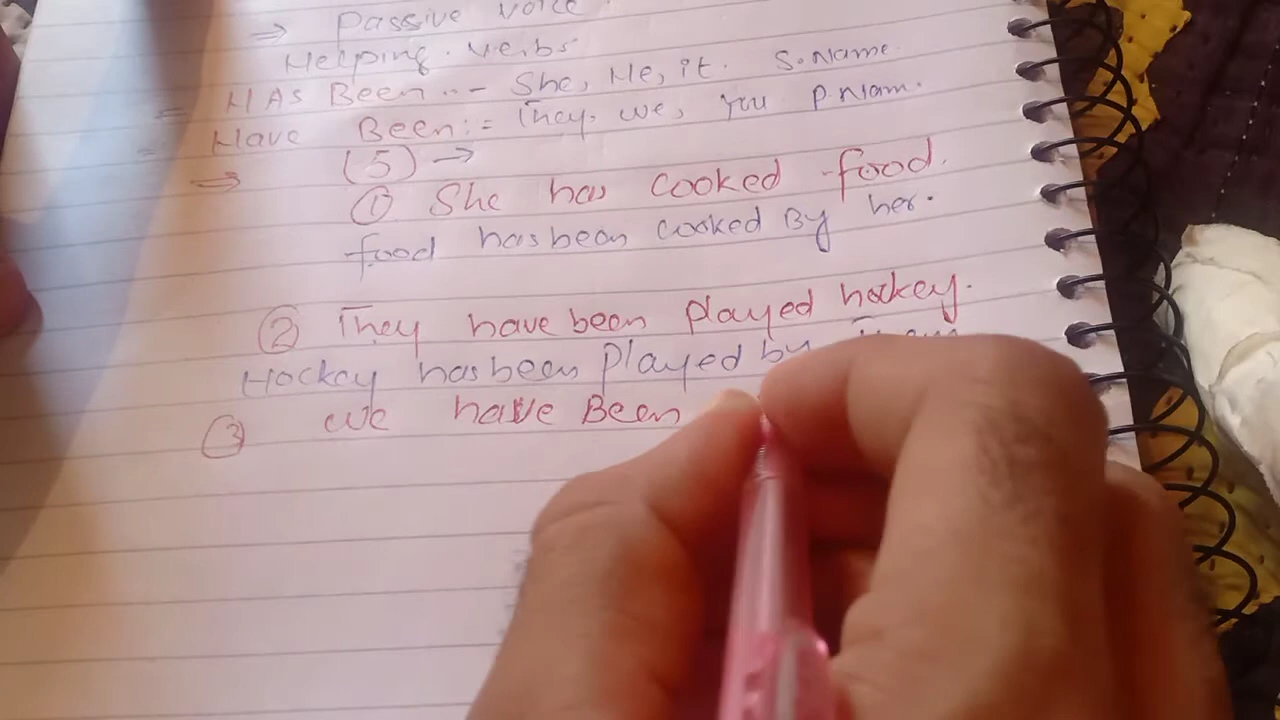 ⇒ Passive voice
Helping. Verbs
= HAS Been..- She, He, it. S.Name.
Have Been:= They, we, you P.Nam.
⇒ (5) →
① She has cooked food.
food has been cooked By her.
② They have been played hockey.
Hockey has been played by
③ we have Been